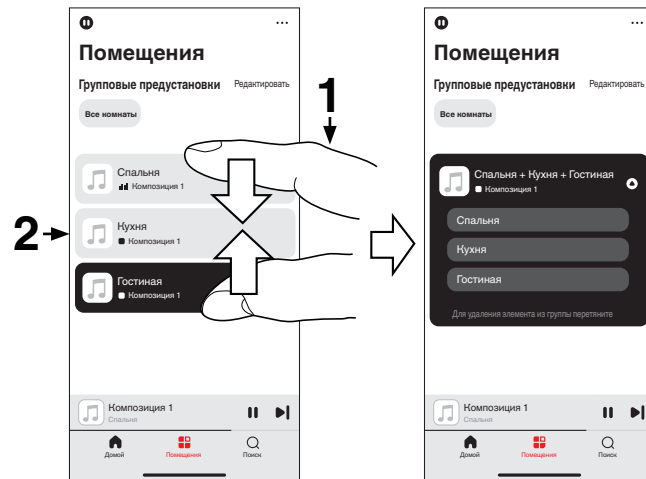 Помещения
Групповые предустановки Редактировать
Все комнаты
1
Спальня
Композиция 1
2
Кухня
Композиция 1
Гостиная
Композиция 1
Композиция 1
Спальня
Домой Помещения Поиск
Помещения
Групповые предустановки Редактировать
Все комнаты
Спальня + Кухня + Гостиная
Композиция 1
Спальня
Кухня
Гостиная
Для удаления элемента из группы перетяните
Композиция 1
Спальня
Домой Помещения Поиск